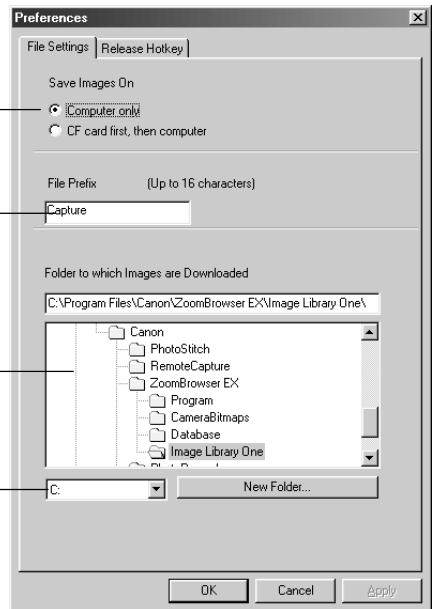 Preferences
File Settings
Release Hotkey
Save Images On
Computer only
CF card first, then computer
File Prefix (Up to 16 characters)
Capture
Folder to which Images are Downloaded
C:\Program Files\Canon\ZoomBrowser EX\Image Library One\
Canon
PhotoStitch
RemoteCapture
ZoomBrowser EX
Program
CameraBitmaps
Database
Image Library One
C:
New Folder...
OK
Cancel
Apply